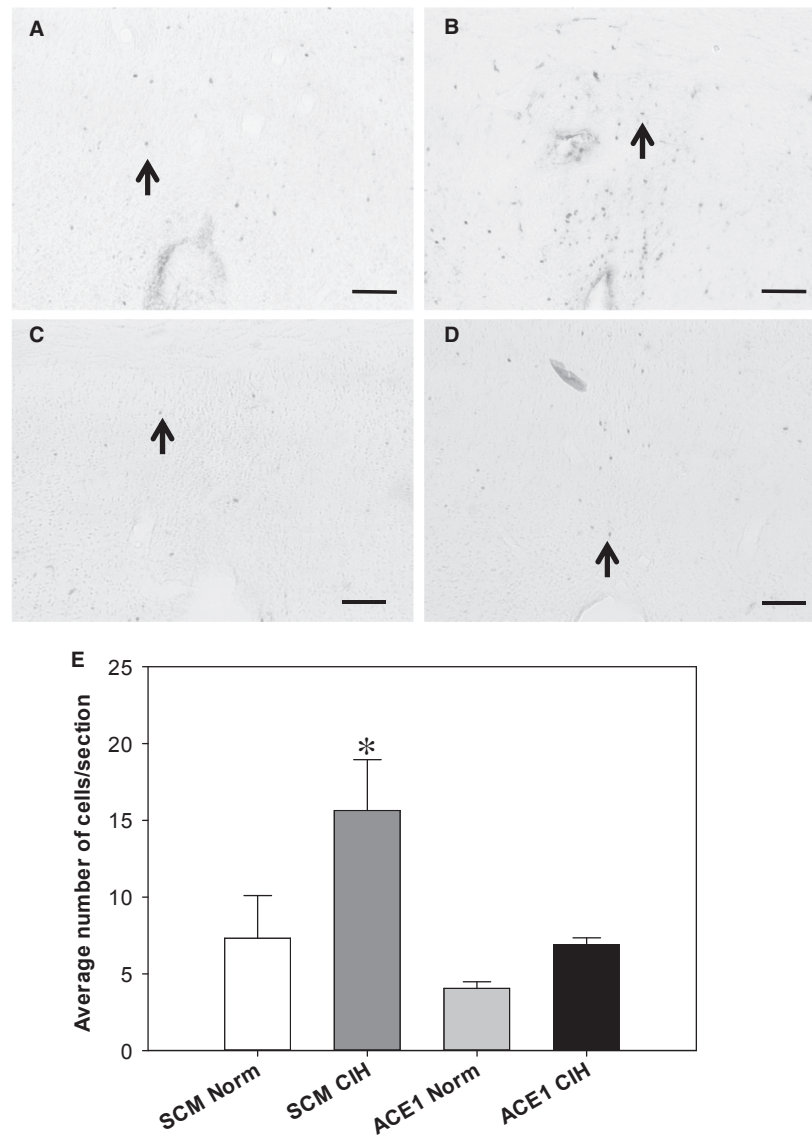 A
B
C
D
E
25
20
15
10
5
0
Average number of cells/section
*
SCM Norm
SCM CIH
ACE1 Norm
ACE1 CIH